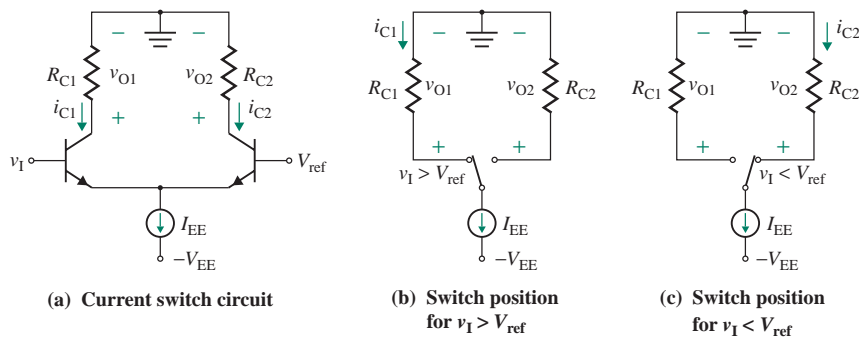 − − i_C1 − − − − i_C2
R_C1 v_O1 v_O2 R_C2 R_C1 v_O1 v_O2 R_C2 R_C1 v_O1 v_O2 R_C2
i_C1 + + i_C2 + + + +
v_I V_ref v_I > V_ref v_I < V_ref
I_EE I_EE I_EE
−V_EE −V_EE −V_EE
(a) Current switch circuit (b) Switch position (c) Switch position
for v_I > V_ref for v_I < V_ref